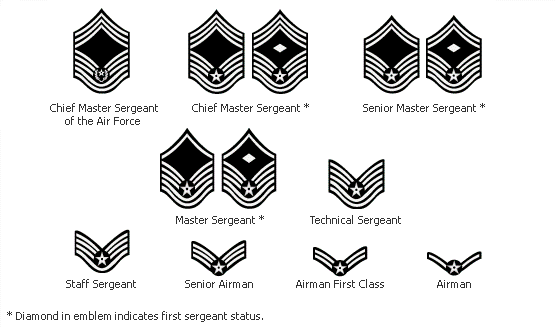 Chief Master Sergeant
of the Air Force
Chief Master Sergeant *
Senior Master Sergeant *
Master Sergeant *
Technical Sergeant
Staff Sergeant
Senior Airman
Airman First Class
Airman
* Diamond in emblem indicates first sergeant status.